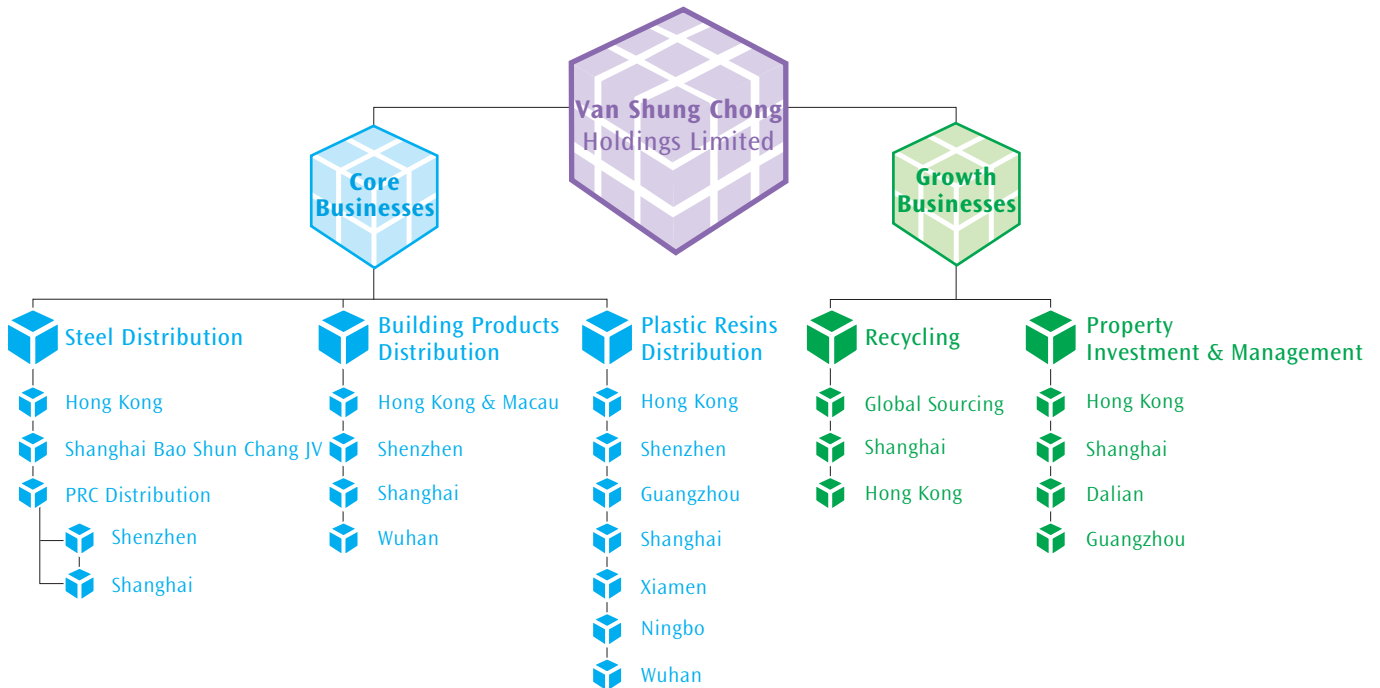 Van Shung Chong
Holdings Limited
Core
Businesses
Growth
Businesses
Steel Distribution
Hong Kong
Shanghai Bao Shun Chang JV
PRC Distribution
Shenzhen
Shanghai
Building Products
Distribution
Hong Kong & Macau
Shenzhen
Shanghai
Wuhan
Plastic Resins
Distribution
Hong Kong
Shenzhen
Guangzhou
Shanghai
Xiamen
Ningbo
Wuhan
Recycling
Global Sourcing
Shanghai
Hong Kong
Property
Investment & Management
Hong Kong
Shanghai
Dalian
Guangzhou